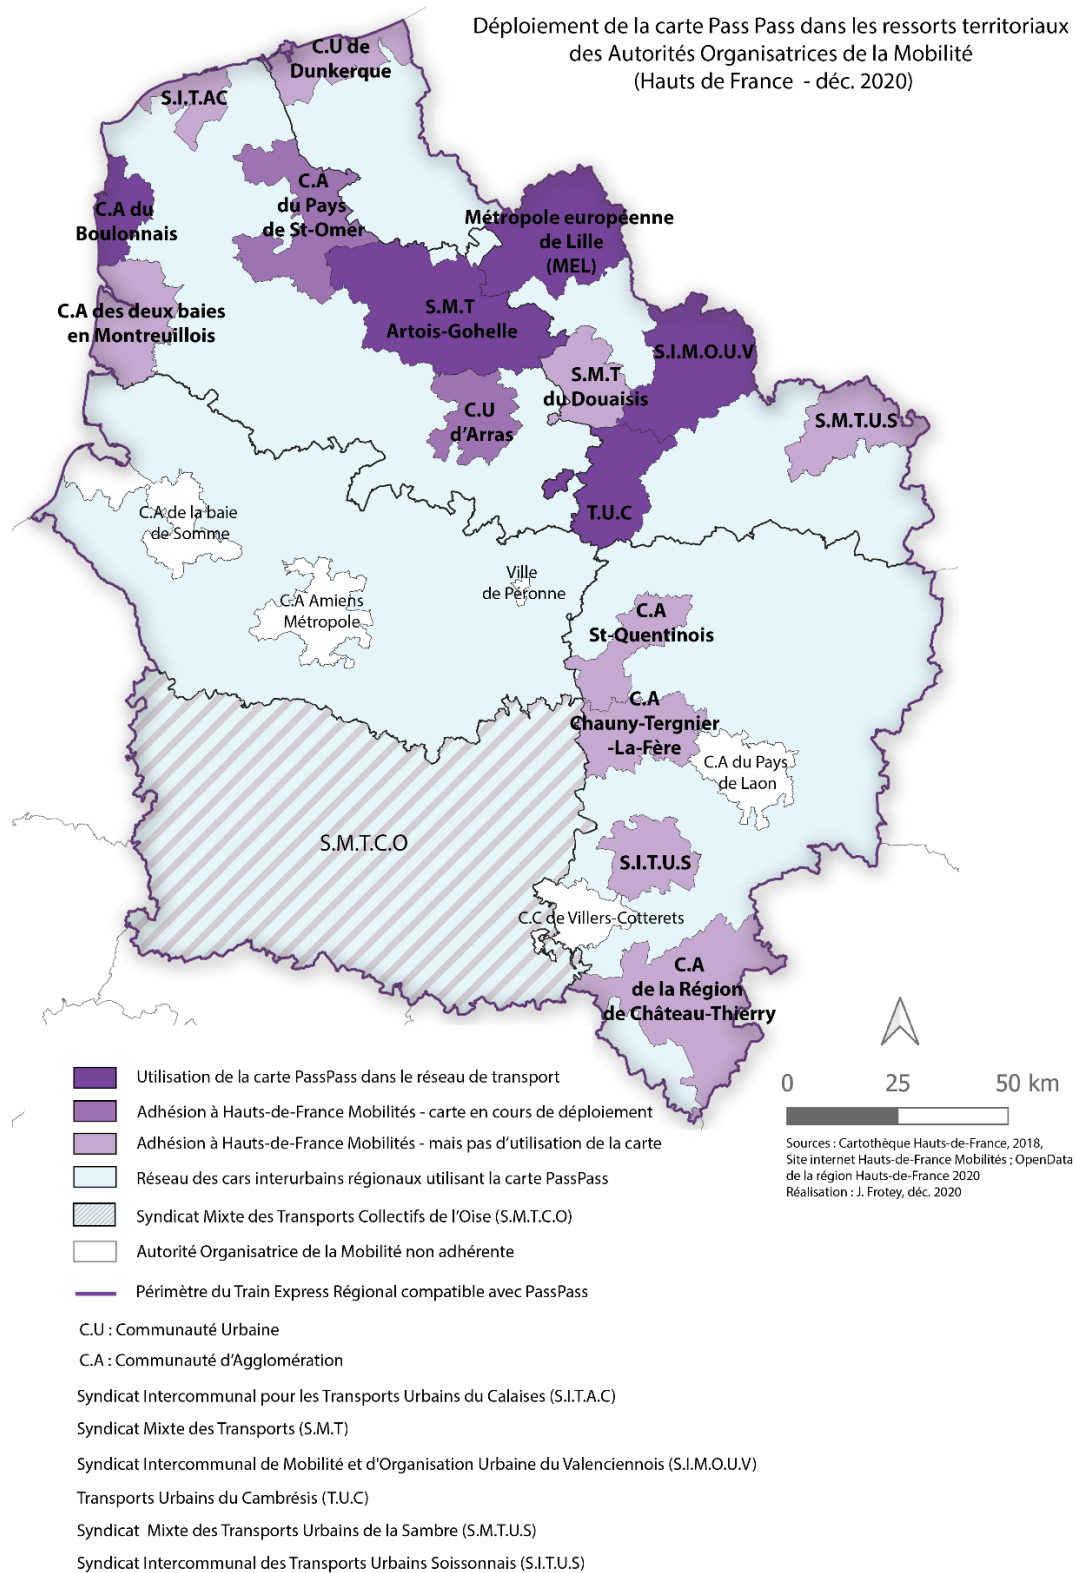 Déploiement de la carte Pass Pass dans les ressorts territoriaux
des Autorités Organisatrices de la Mobilité
(Hauts de France - déc. 2020)
C.U de
Dunkerque
S.I.T.AC
C.A
du Pays
de St-Omer
C.A du
Boulonnais
Métropole européenne
de Lille
(MEL)
C.A des deux baies
en Montreuillois
S.M.T
Artois-Gohelle
S.I.M.O.U.V
S.M.T
du Douaisis
C.U
d'Arras
S.M.T.U.S
T.U.C
C.A de la baie
de Somme
Ville
de Péronne
C.A Amiens
Métropole
C.A
St-Quentinois
C.A
Chauny-Tergnier
-La-Fère
C.A du Pays
de Laon
S.M.T.C.O
S.I.T.U.S
C.C de Villers-Cotterets
C.A
de la Région
de Château-Thierry
Utilisation de la carte PassPass dans le réseau de transport
Adhésion à Hauts-de-France Mobilités - carte en cours de déploiement
Adhésion à Hauts-de-France Mobilités - mais pas d'utilisation de la carte
Réseau des cars interurbains régionaux utilisant la carte PassPass
Syndicat Mixte des Transports Collectifs de l'Oise (S.M.T.C.O)
Autorité Organisatrice de la Mobilité non adhérente
Périmètre du Train Express Régional compatible avec PassPass
0 25 50 km
Sources : Cartothèque Hauts-de-France, 2018,
Site internet Hauts-de-France Mobilités ; OpenData
de la région Hauts-de-France 2020
Réalisation : J. Frotey, déc. 2020
C.U : Communauté Urbaine
C.A : Communauté d'Agglomération
Syndicat Intercommunal pour les Transports Urbains du Calaises (S.I.T.A.C)
Syndicat Mixte des Transports (S.M.T)
Syndicat Intercommunal de Mobilité et d'Organisation Urbaine du Valenciennois (S.I.M.O.U.V)
Transports Urbains du Cambrésis (T.U.C)
Syndicat Mixte des Transports Urbains de la Sambre (S.M.T.U.S)
Syndicat Intercommunal des Transports Urbains Soissonnais (S.I.T.U.S)